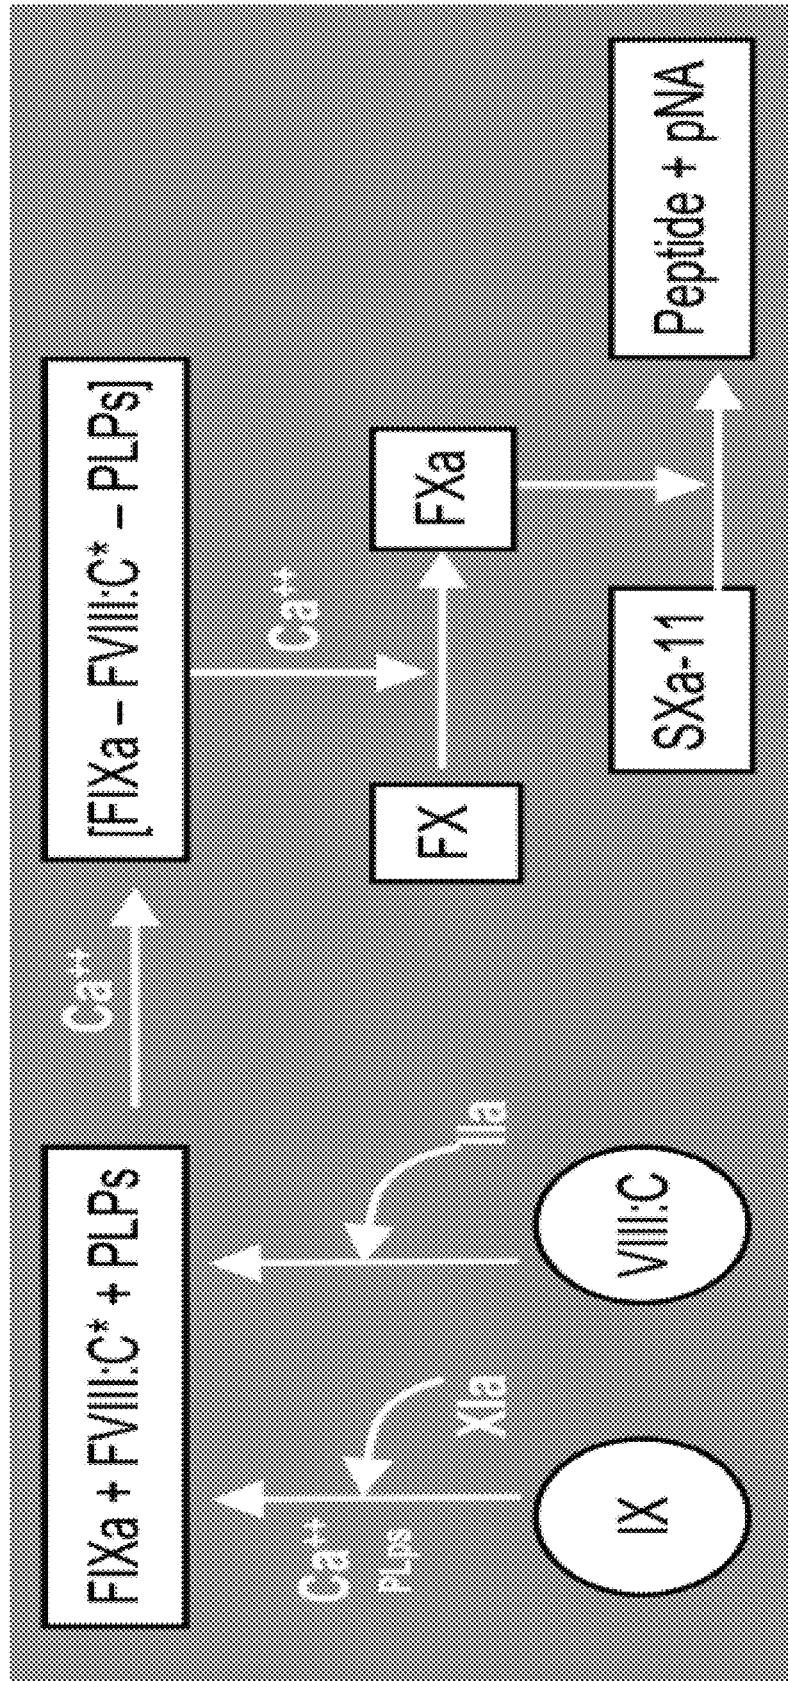 FIXa + FVIII:C* + PLPs
Ca++
[FIXa – FVIII:C* – PLPs]
Ca++
PLps
XIa
IIa
Ca++
FX
FXa
IX
VIII:C
SXa-11
Peptide + pNA